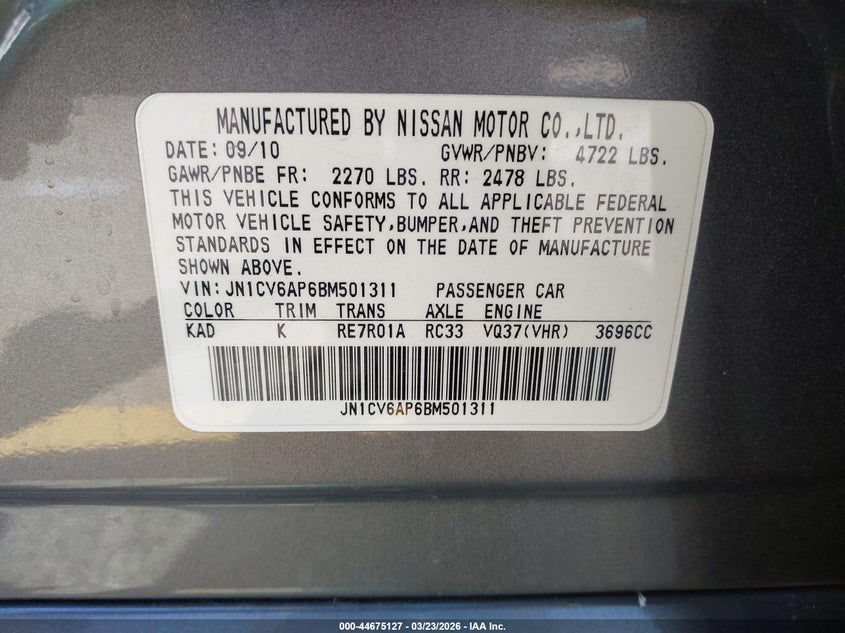 MANUFACTURED BY NISSAN MOTOR CO.,LTD.
DATE: 09/10 GVWR/PNBV: 4722 LBS.
GAWR/PNBE FR: 2270 LBS. RR: 2478 LBS.
THIS VEHICLE CONFORMS TO ALL APPLICABLE FEDERAL
MOTOR VEHICLE SAFETY,BUMPER,AND THEFT PREVENTION
STANDARDS IN EFFECT ON THE DATE OF MANUFACTURE
SHOWN ABOVE.
VIN: JN1CV6AP6BM501311 PASSENGER CAR
COLOR TRIM TRANS AXLE ENGINE
KAD K RE7R01A RC33 VQ37(VHR) 3696CC
JN1CV6AP6BM501311
000-44675127 - 03/23/2026 - IAA Inc.